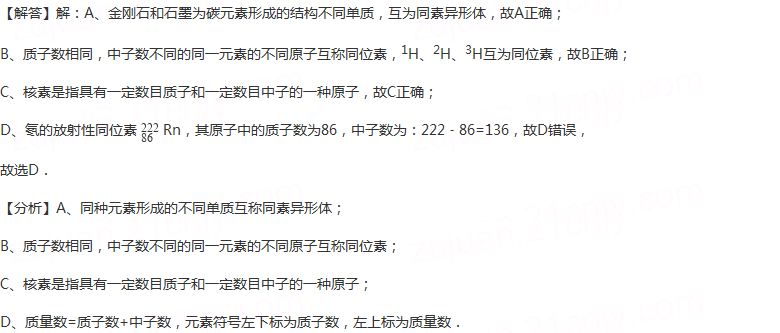 【解答】解：A、金刚石和石墨为碳元素形成的结构不同单质，互为同素异形体，故A正确；
B、质子数相同，中子数不同的同一元素的不同原子互称同位素，¹H、²H、³H互为同位素，故B正确；
C、核素是指具有一定数目质子和一定数目中子的一种原子，故C正确；
D、氡的放射性同位素 ²²²₈₆ Rn，其原子中的质子数为86，中子数为：222﹣86=136，故D错误，
故选D．
【分析】A、同种元素形成的不同单质互称同素异形体；
B、质子数相同，中子数不同的同一元素的不同原子互称同位素；
C、核素是指具有一定数目质子和一定数目中子的一种原子；
D、质量数=质子数+中子数，元素符号左下标为质子数，左上标为质量数．